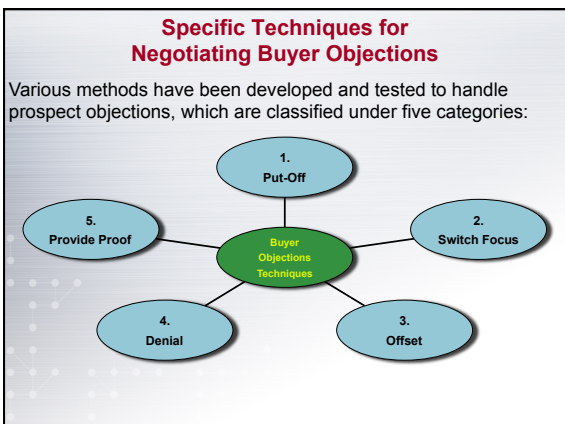 Specific Techniques for
Negotiating Buyer Objections
Various methods have been developed and tested to handle
prospect objections, which are classified under five categories:
1.
Put-Off
2.
Switch Focus
3.
Offset
4.
Denial
5.
Provide Proof
Buyer
Objections
Techniques